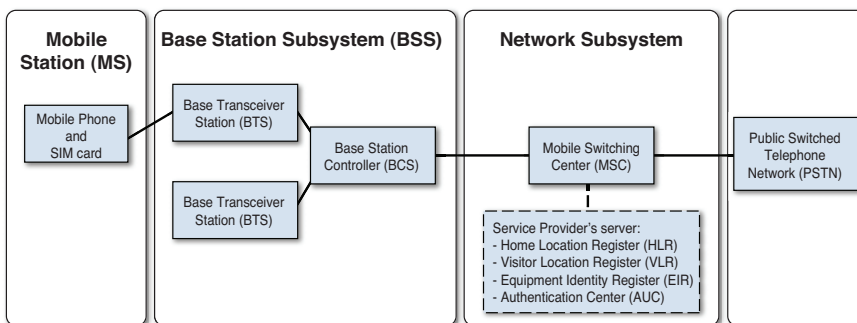 Mobile
Station (MS)
Base Station Subsystem (BSS)
Network Subsystem
Mobile Phone
and
SIM card
Base Transceiver
Station (BTS)
Base Transceiver
Station (BTS)
Base Station
Controller (BCS)
Mobile Switching
Center (MSC)
Service Provider's server:
- Home Location Register (HLR)
- Visitor Location Register (VLR)
- Equipment Identity Register (EIR)
- Authentication Center (AUC)
Public Switched
Telephone
Network (PSTN)